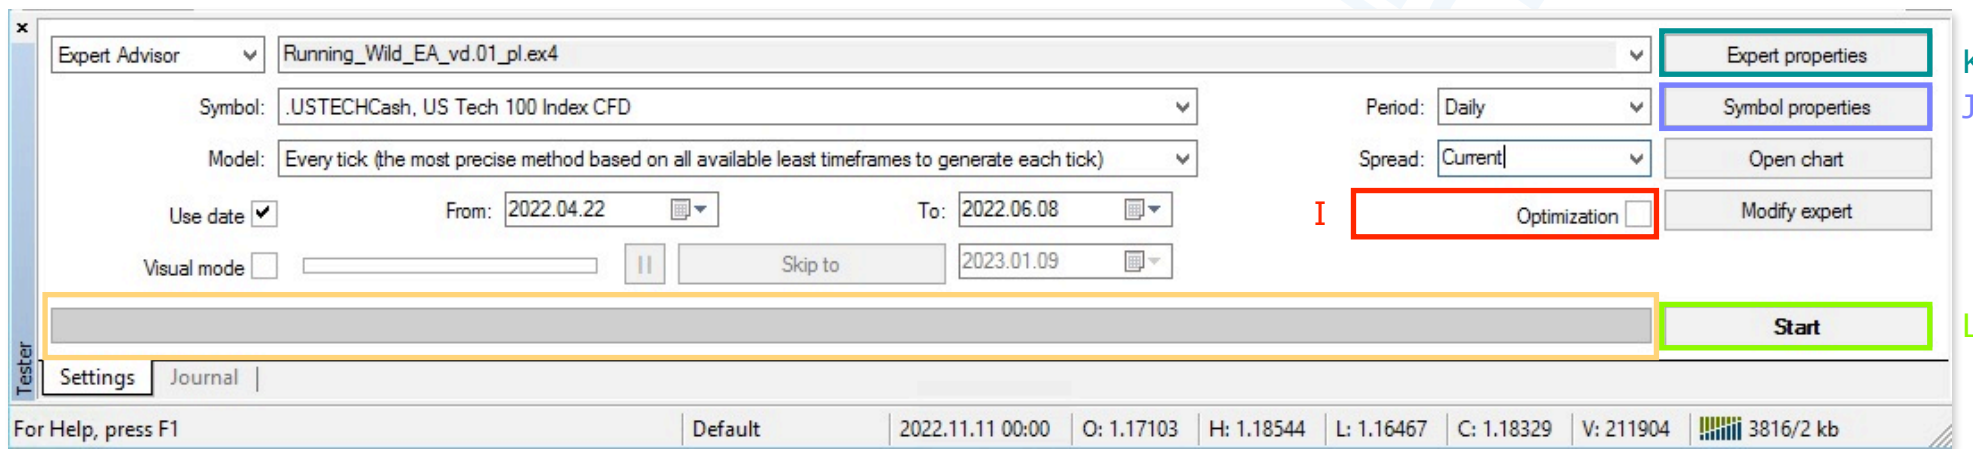 ×
Expert Advisor Running_Wild_EA_vd.01_pl.ex4 Expert properties K
Symbol: .USTECHCash, US Tech 100 Index CFD Period: Daily Symbol properties J
Model: Every tick (the most precise method based on all available least timeframes to generate each tick) Spread: Current Open chart
Use date From: 2022.04.22 To: 2022.06.08 I Optimization Modify expert
Visual mode Skip to 2023.01.09
Start L
Tester
Settings Journal
For Help, press F1 Default 2022.11.11 00:00 O: 1.17103 H: 1.18544 L: 1.16467 C: 1.18329 V: 211904 3816/2 kb